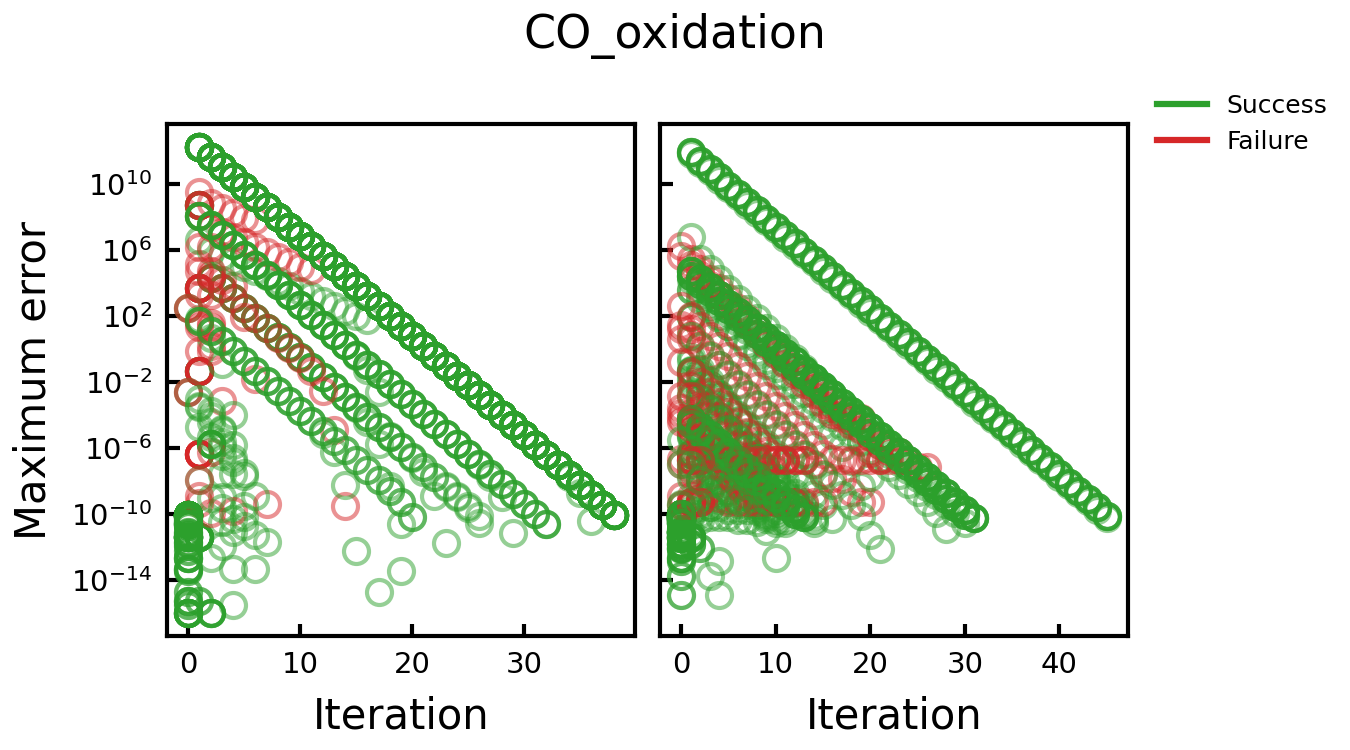 CO_oxidation
Success
Failure
Maximum error
10^10
10^6
10^2
10^−2
10^−6
10^−10
10^−14
0 10 20 30
0 10 20 30 40
Iteration
Iteration